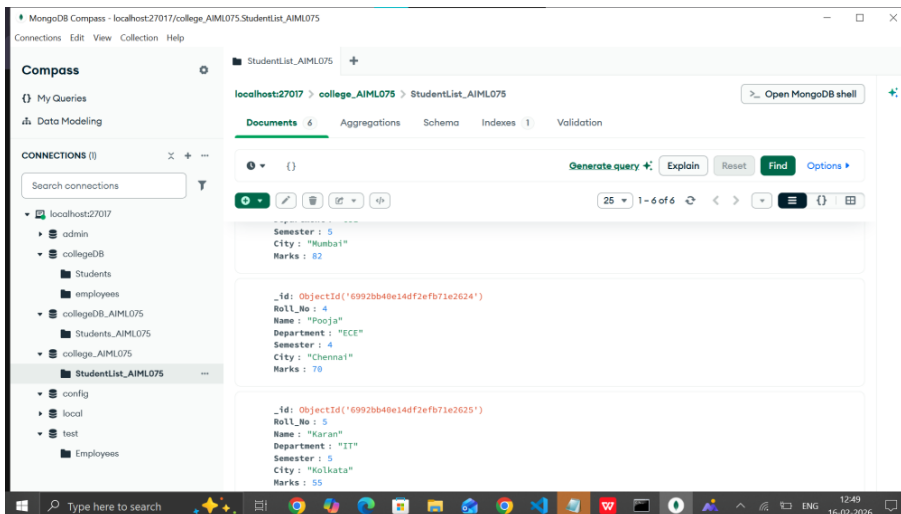 MongoDB Compass - localhost:27017/college_AIML075.StudentList_AIML075
Connections Edit View Collection Help
Compass
{} My Queries
Data Modeling
CONNECTIONS (1)
Search connections
localhost:27017
admin
collegeDB
Students
employees
collegeDB_AIML075
Students_AIML075
college_AIML075
StudentList_AIML075
config
local
test
Employees
StudentList_AIML075
localhost:27017 > college_AIML075 > StudentList_AIML075
>_ Open MongoDB shell
Documents 6 Aggregations Schema Indexes 1 Validation
{} Generate query Explain Reset Find Options
25 1 – 6 of 6
Semester : 5
City : "Mumbai"
Marks : 82
_id: ObjectId('6992bb40e14df2efb71e2624')
Roll_No : 4
Name : "Pooja"
Department : "ECE"
Semester : 4
City : "Chennai"
Marks : 70
_id: ObjectId('6992bb40e14df2efb71e2625')
Roll_No : 5
Name : "Karan"
Department : "IT"
Semester : 5
City : "Kolkata"
Marks : 55
Type here to search
ENG
12:49
16-02-2026